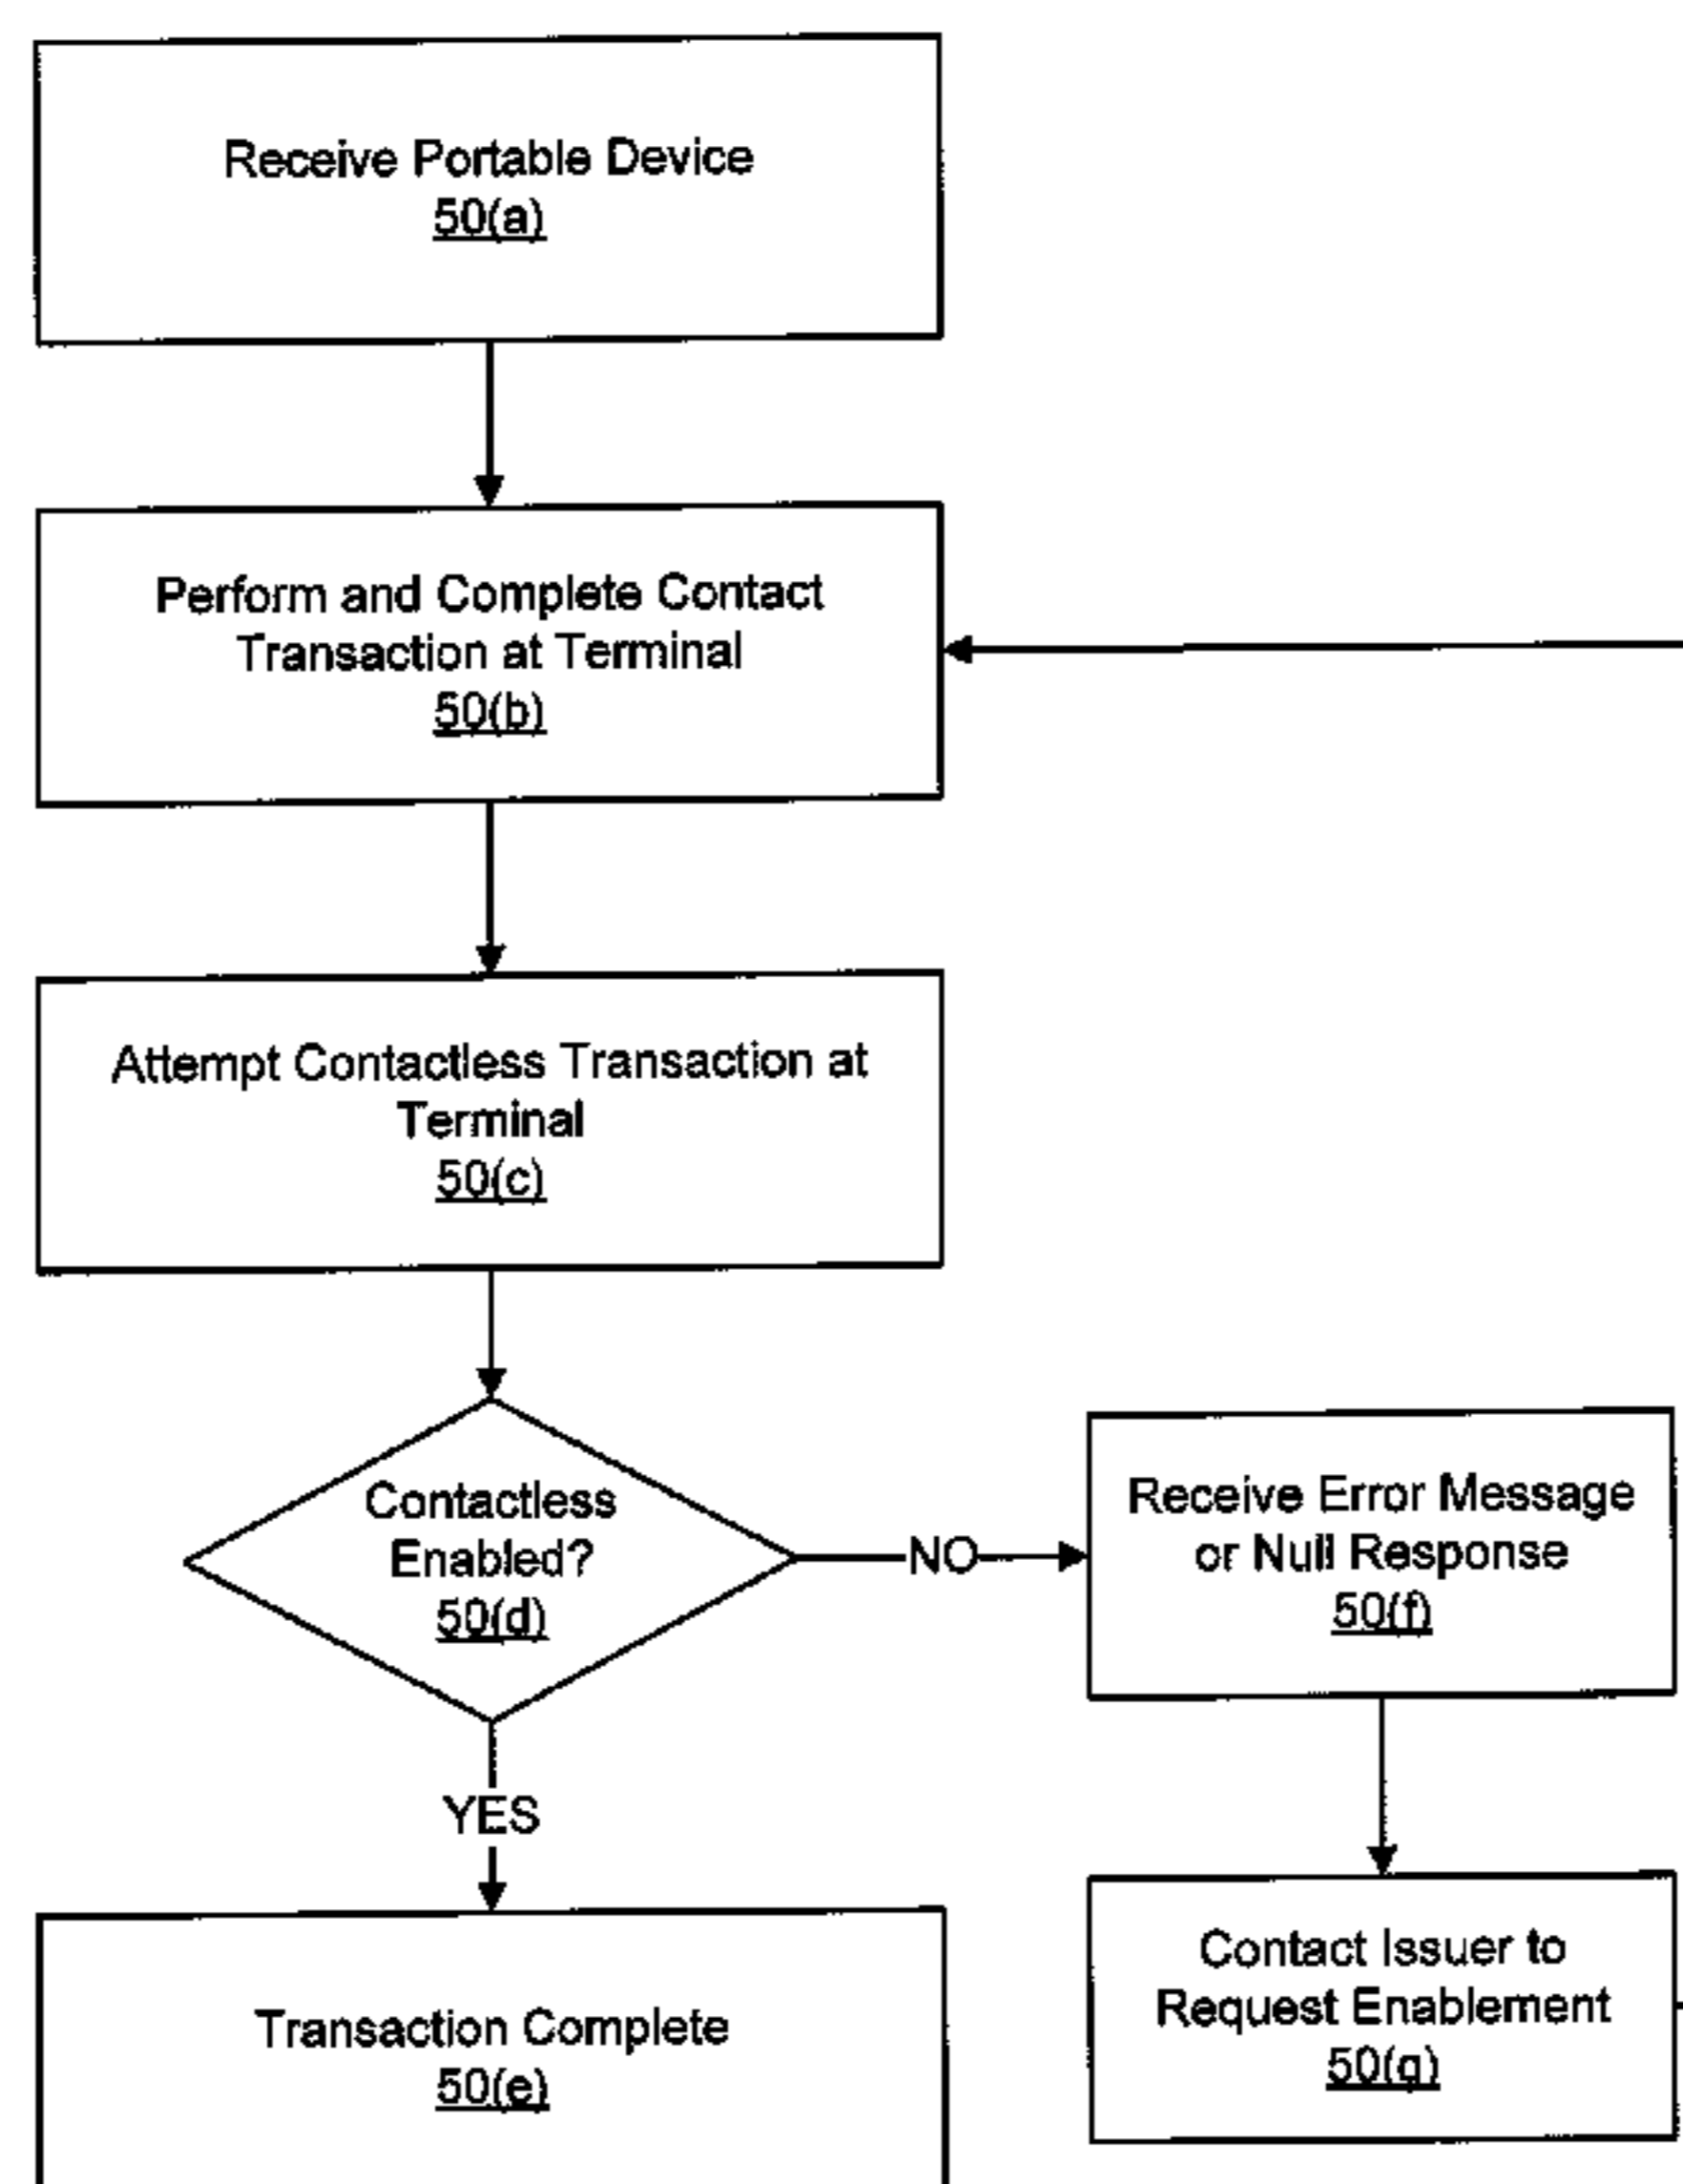 Receive Portable Device
50(a)
Perform and Complete Contact
Transaction at Terminal
50(b)
Attempt Contactless Transaction at
Terminal
50(c)
Contactless
Enabled?
50(d)
NO
Receive Error Message
or Null Response
50(f)
YES
Contact Issuer to
Request Enablement
50(g)
Transaction Complete
50(e)